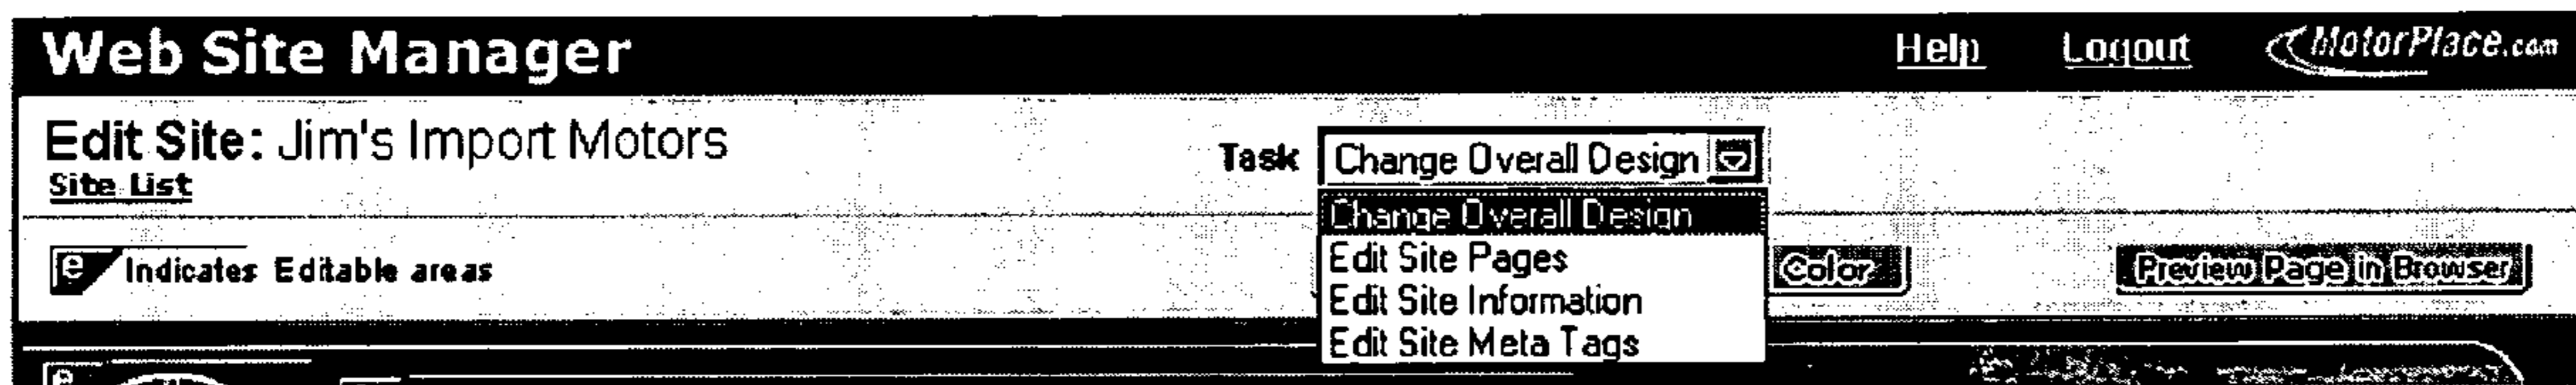 Web Site Manager
Help
Logout
MotorPlace.com
Edit Site: Jim's Import Motors
Site List
Task
Change Overall Design
Change Overall Design
Edit Site Pages
Edit Site Information
Edit Site Meta Tags
e Indicates Editable areas
Color
Preview Page in Browser
e